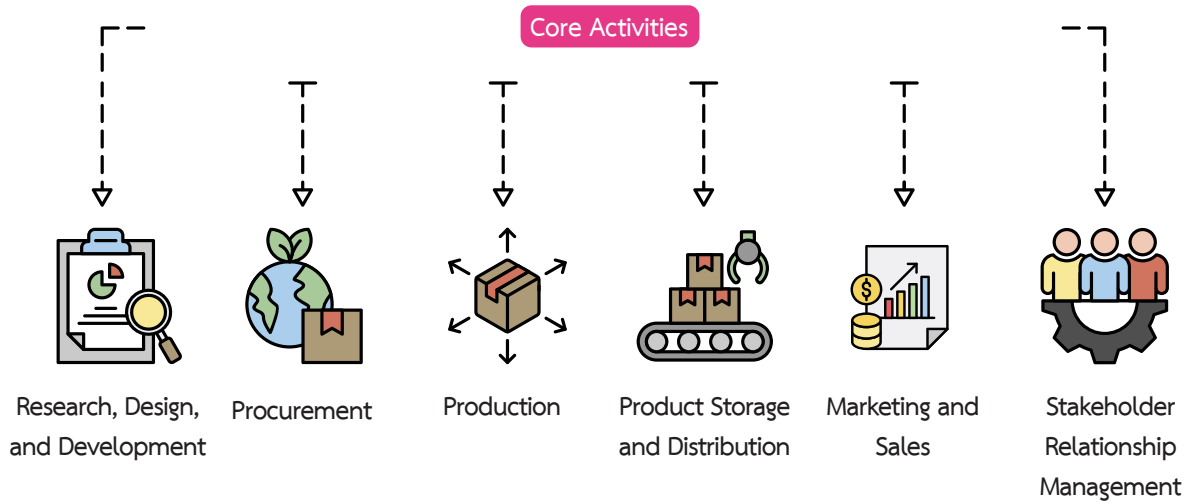 Core Activities
Research, Design,
and Development
Procurement
Production
Product Storage
and Distribution
Marketing and
Sales
Stakeholder
Relationship
Management
$